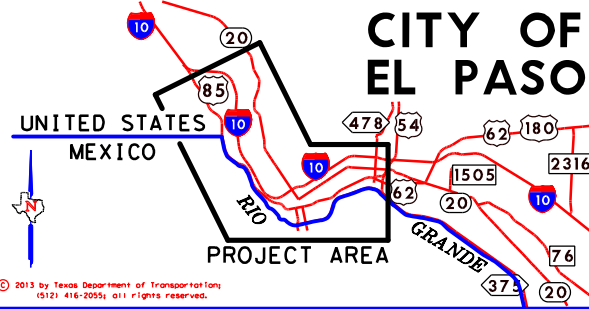 CITY OF
EL PASO
10
20
85
10
478
54
62
180
2316
UNITED STATES
MEXICO
10
1505
62
20
10
N
RIO
GRANDE
PROJECT AREA
76
375
20
© 2013 by Texas Department of Transportation;
(512) 416-2055; all rights reserved.